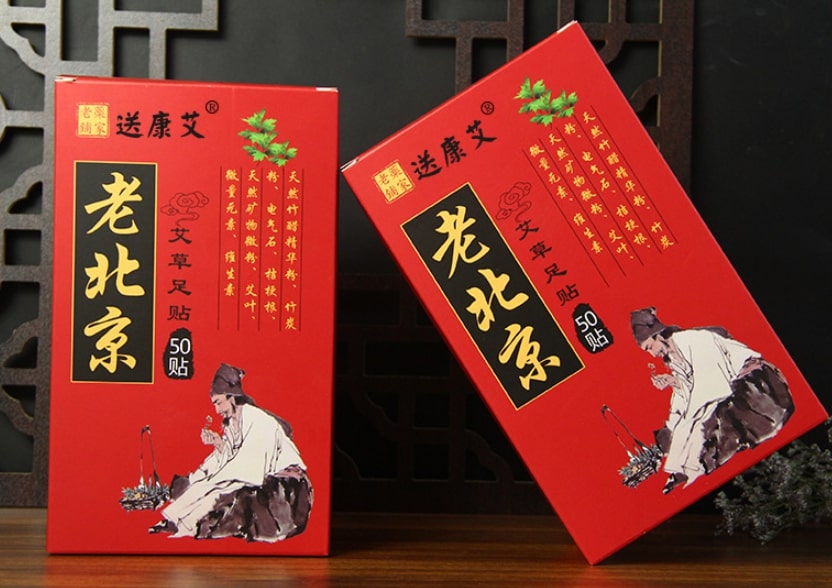 藥家
老鋪
送康艾®
老北京
艾草足贴
50贴
天然竹醋精华粉、竹炭
粉、电气石、桔梗根、
天然矿物微粉、艾叶、
微量元素、维生素
藥家
老鋪
送康艾®
老北京
艾草足贴
50贴
天然竹醋精华粉、竹炭
粉、电气石、桔梗根、
天然矿物微粉、艾叶、
微量元素、维生素